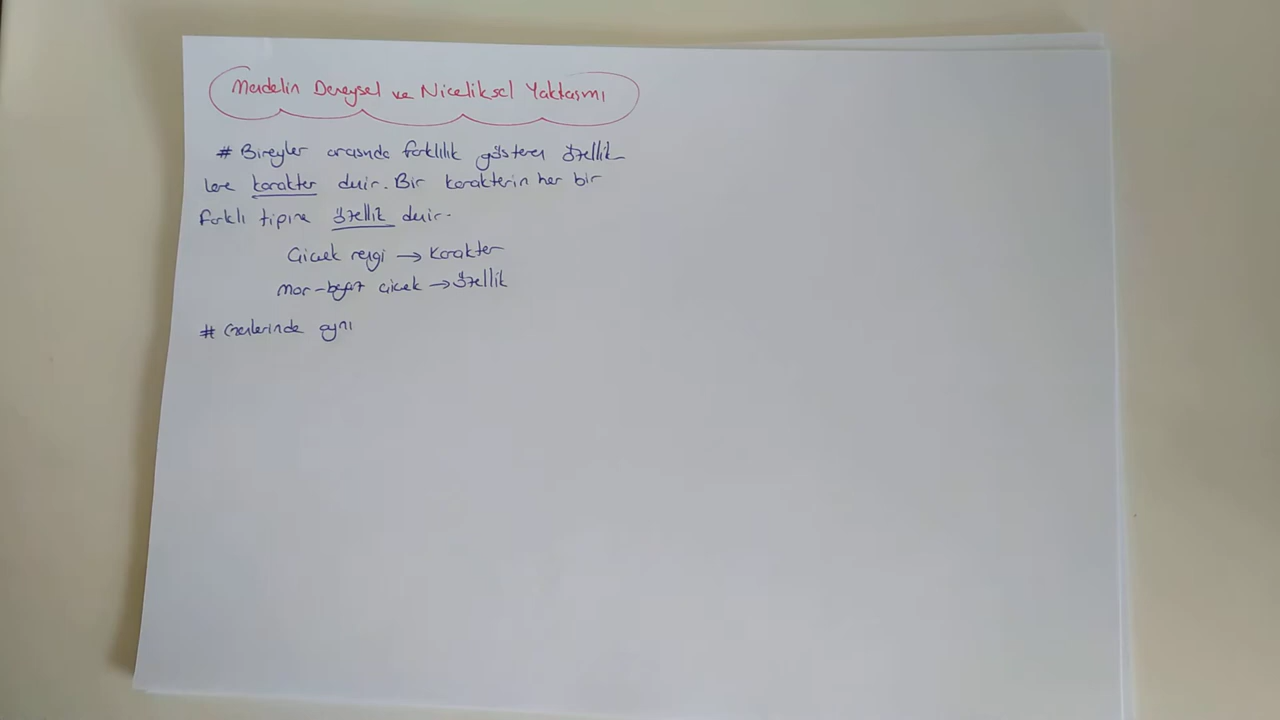 Mendelin Deneysel ve Niceliksel Yaklaşımı
# Bireyler arasında farklılık gösteren özellik
lere karakter denir. Bir karakterin her bir
farklı tipine özellik denir.
Çiçek rengi → Karakter
mor-beyaz çiçek → özellik
# Genlerinde aynı